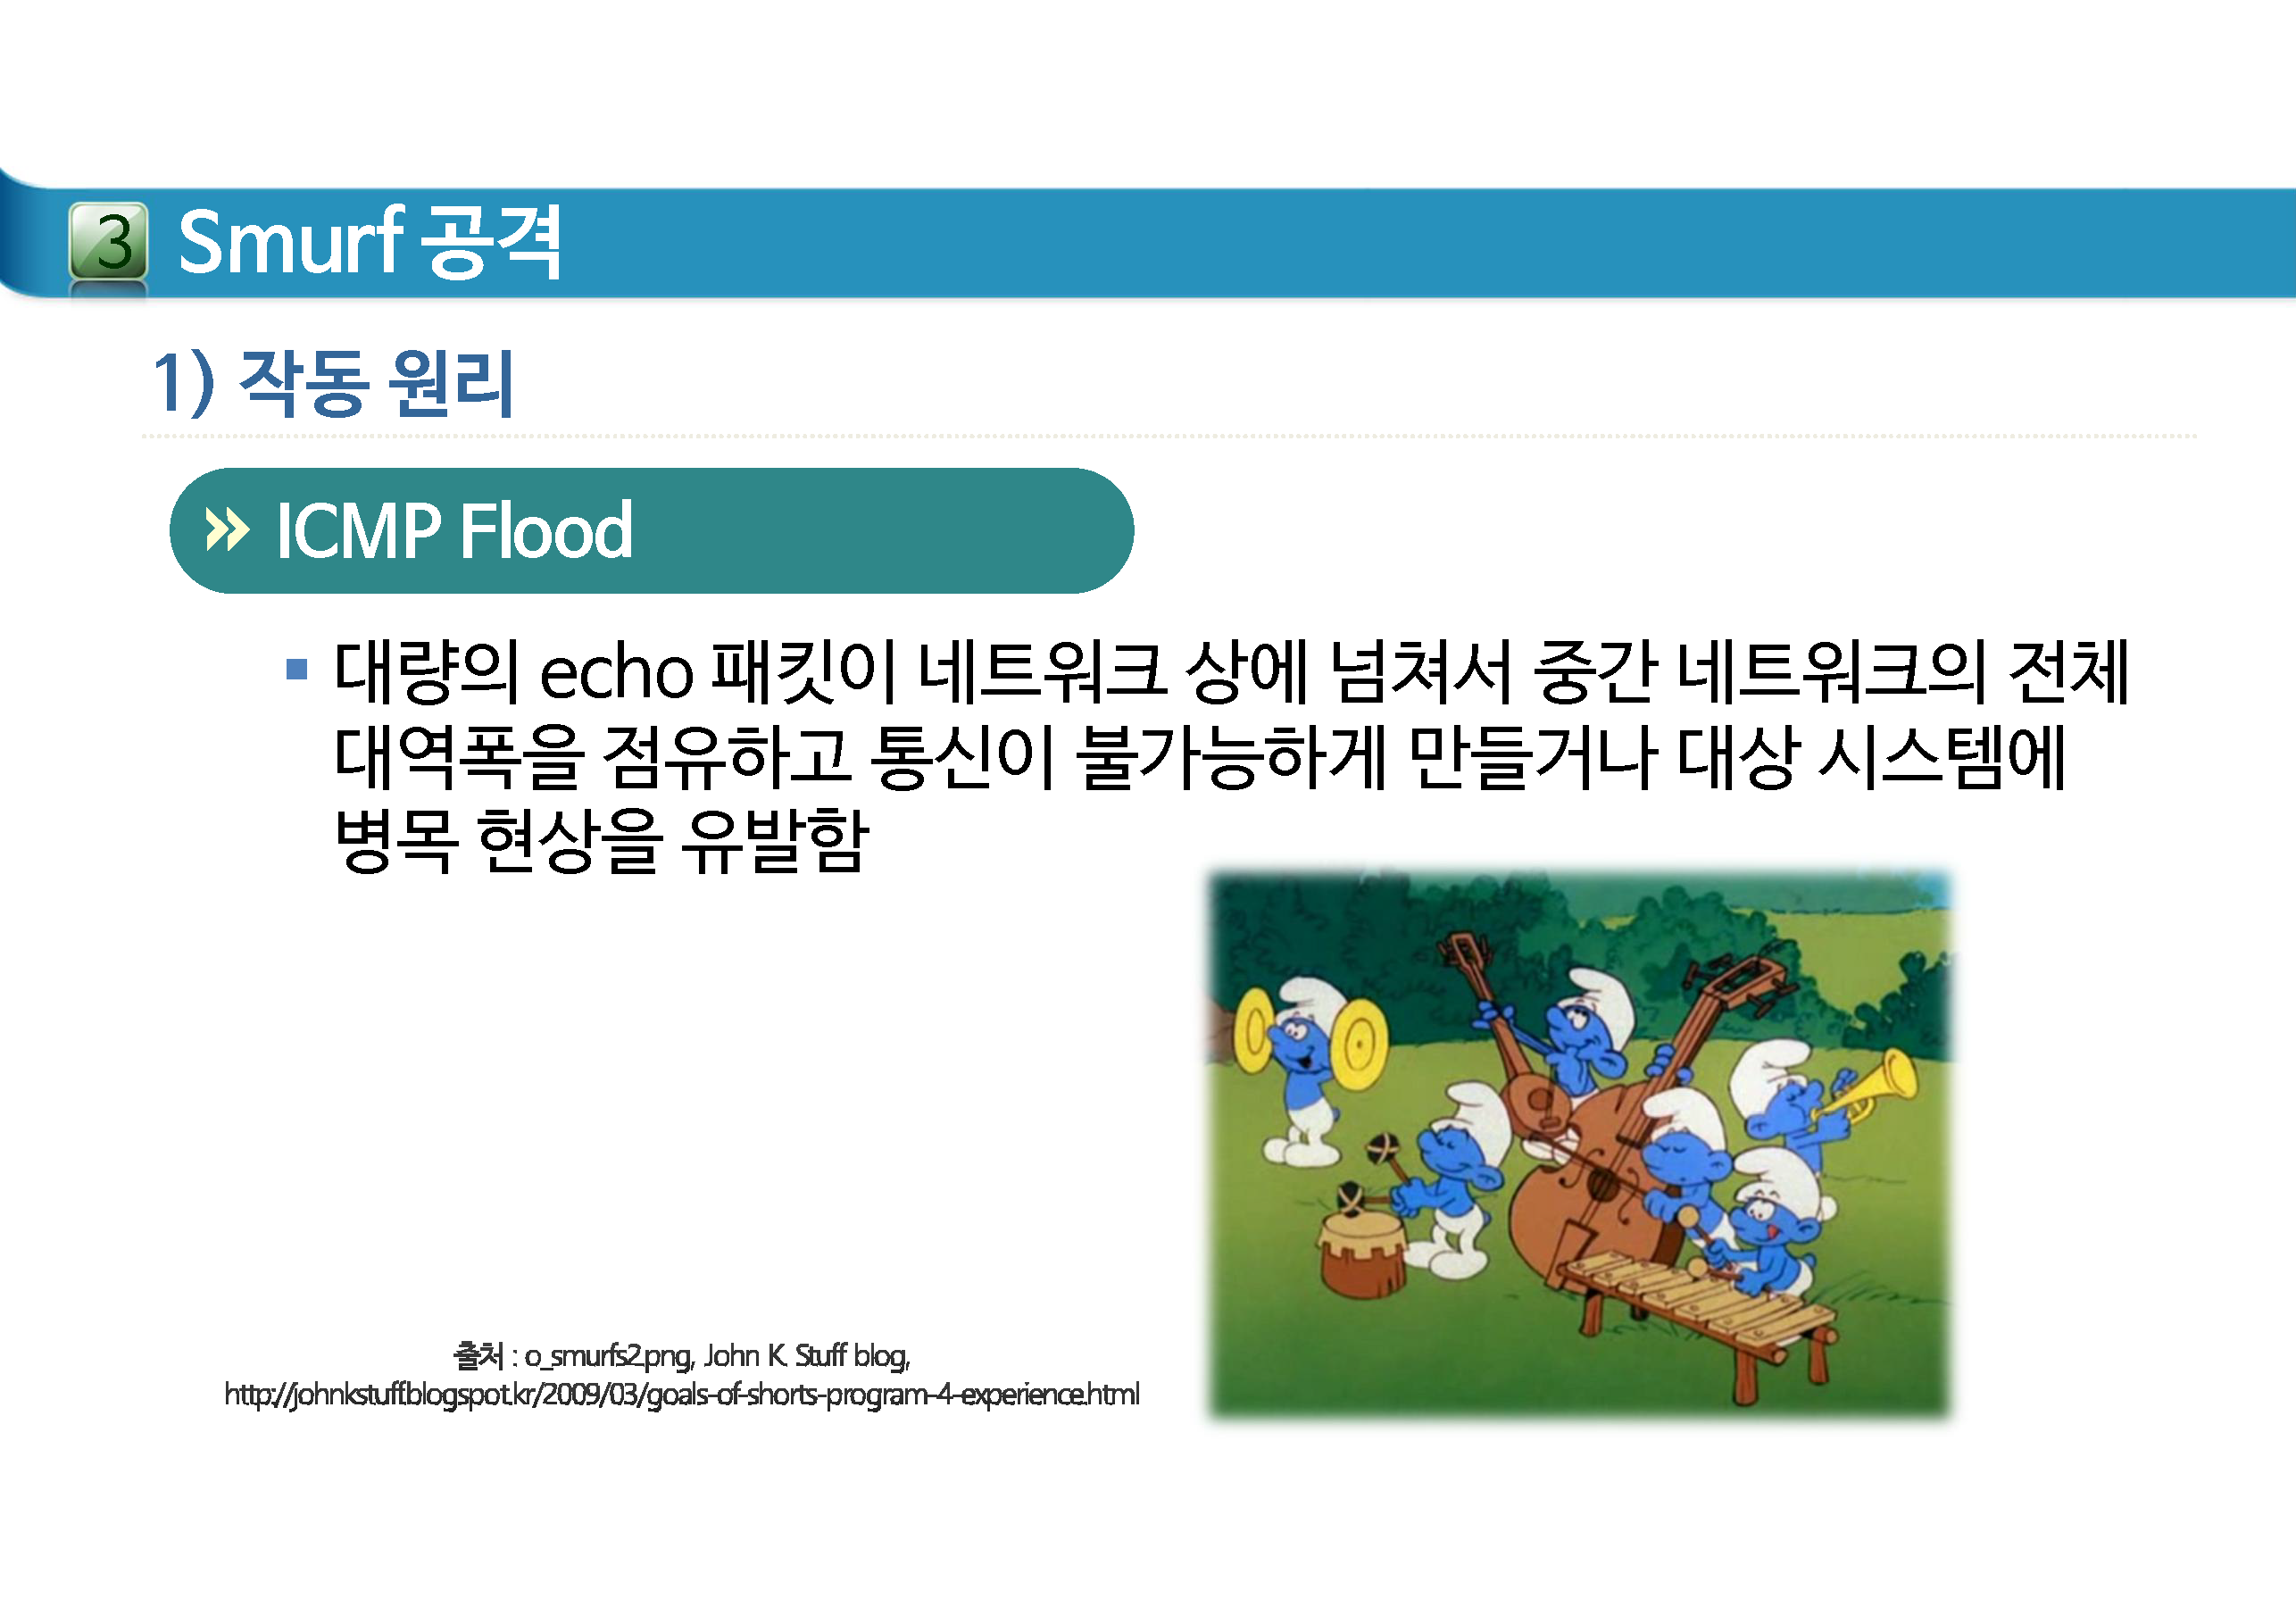 3 Smurf 공격
1) 작동 원리
» ICMP Flood
▪ 대량의 echo 패킷이 네트워크 상에 넘쳐서 중간 네트워크의 전체
대역폭을 점유하고 통신이 불가능하게 만들거나 대상 시스템에
병목 현상을 유발함
출처 : o_smurfs2.png, John K. Stuff blog,
http://johnkstuff.blogspot.kr/2009/03/goals-of-shorts-program-4-experience.html